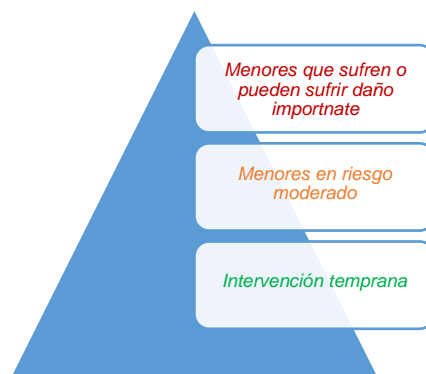 Menores que sufren o
pueden sufrir daño
importnate
Menores en riesgo
moderado
Intervención temprana